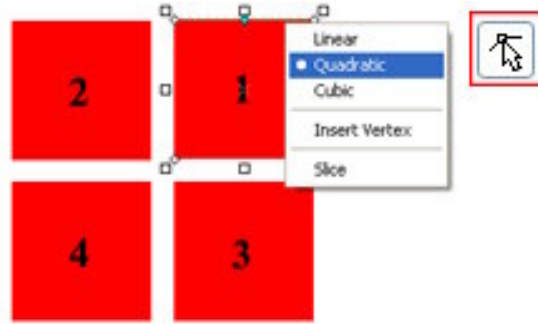 2
1
Linear
Quadratic
Cubic
Insert Vertex
Slice
4
3